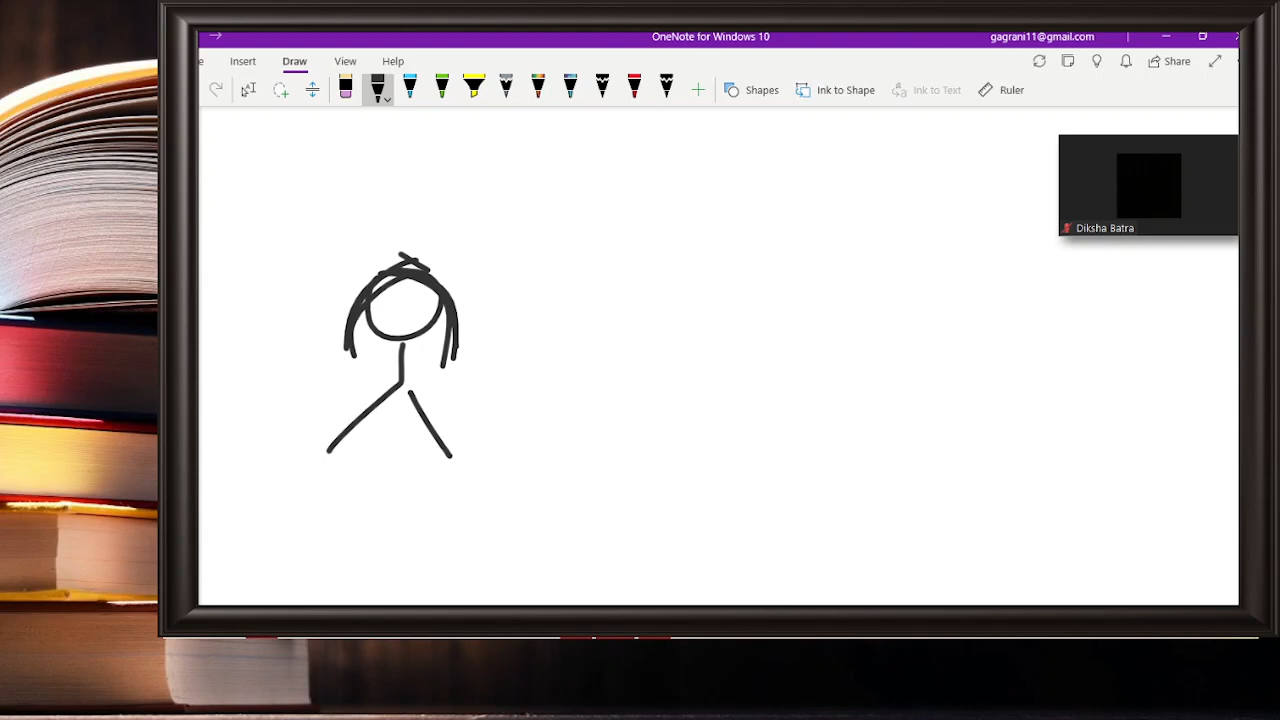 OneNote for Windows 10
gagrani11@gmail.com
Insert Draw View Help
Share
Shapes Ink to Shape Ink to Text Ruler
Diksha Batra